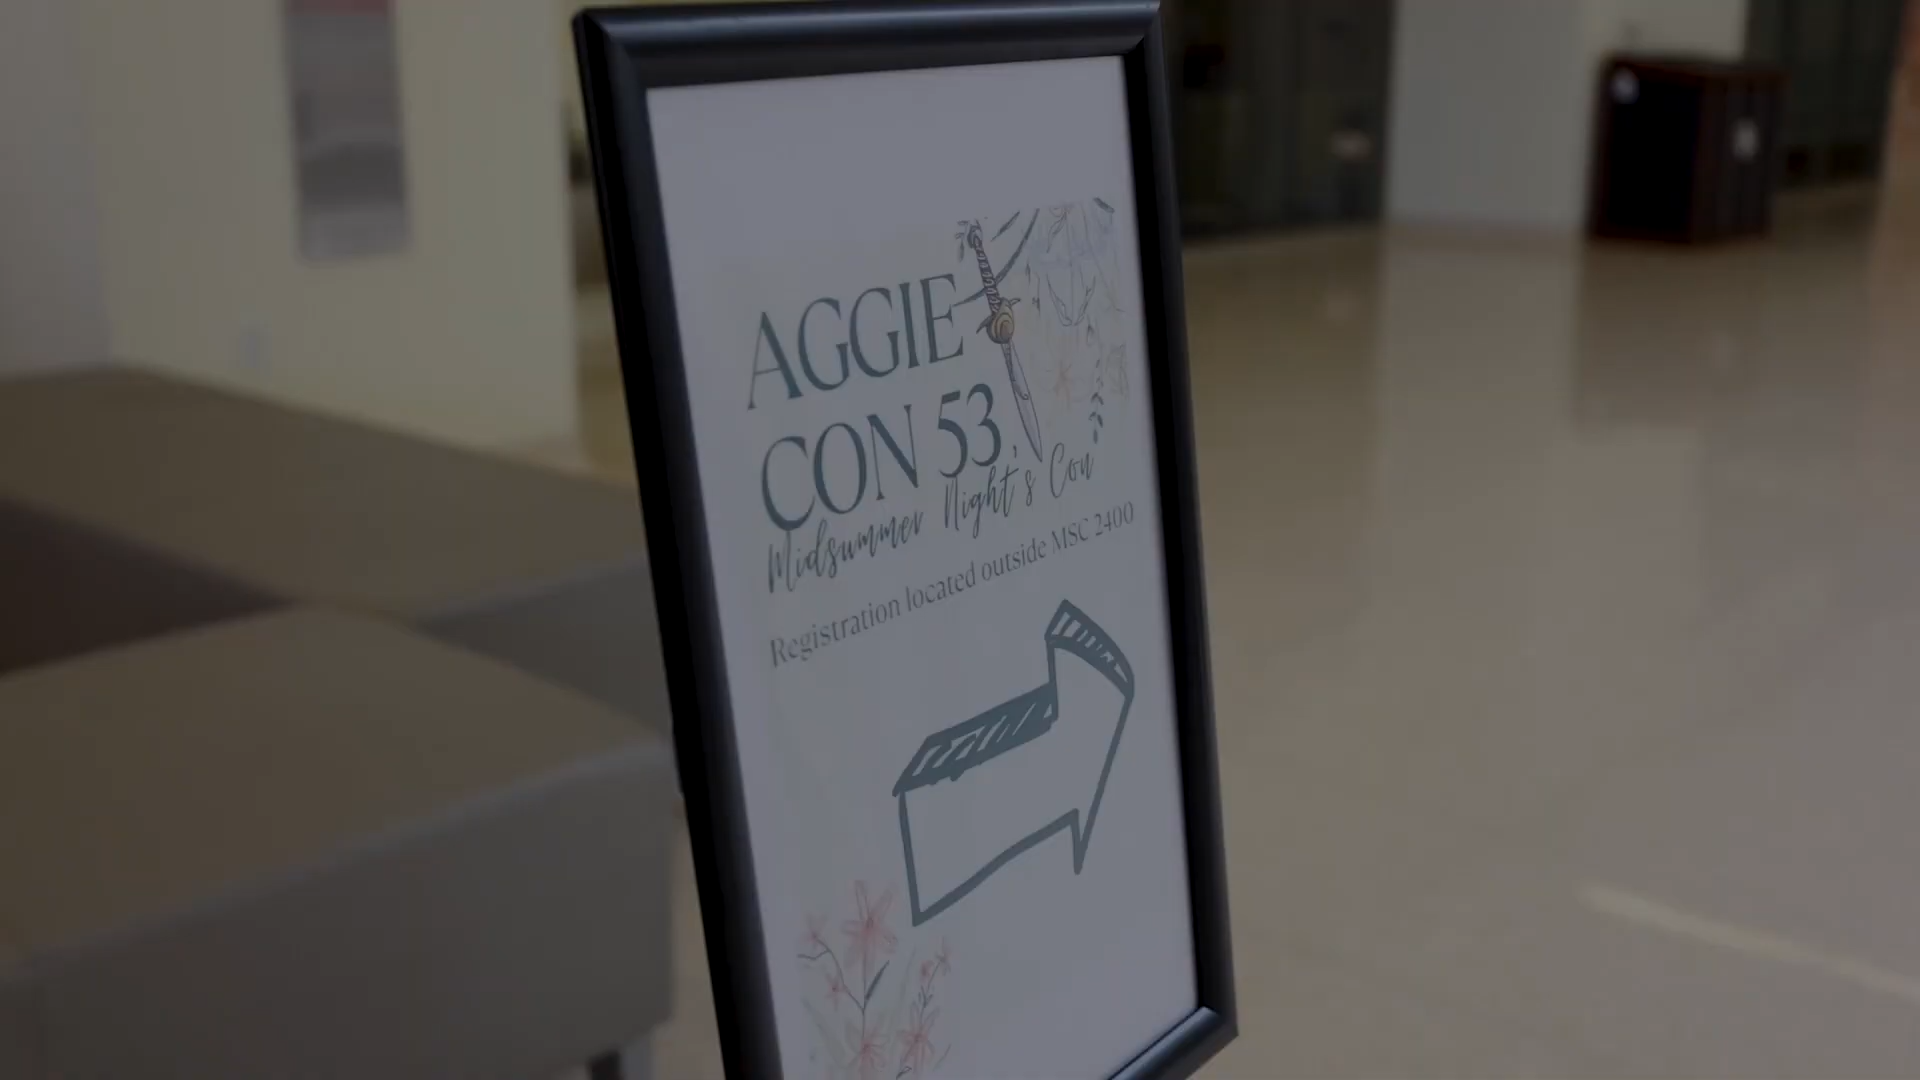 AGGIE
CON 53,
Midsummer Night's Con
Registration located outside MSC 2400